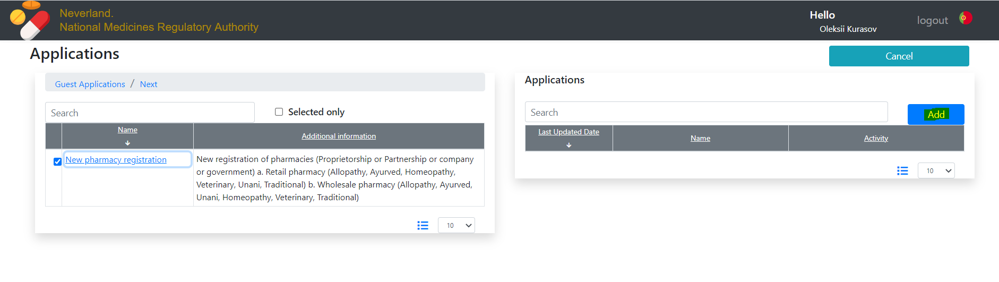 Neverland.
National Medicines Regulatory Authority
Hello
Oleksii Kurasov
logout
Applications
Cancel
Guest Applications / Next
Search
Selected only
Name
Additional information
New pharmacy registration
New registration of pharmacies (Proprietorship or Partnership or company
or government) a. Retail pharmacy (Allopathy, Ayurved, Homeopathy,
Veterinary, Unani, Traditional) b. Wholesale pharmacy (Allopathy, Ayurved,
Unani, Homeopathy, Veterinary, Traditional)
10
Applications
Search
Add
Last Updated Date
Name
Activity
10